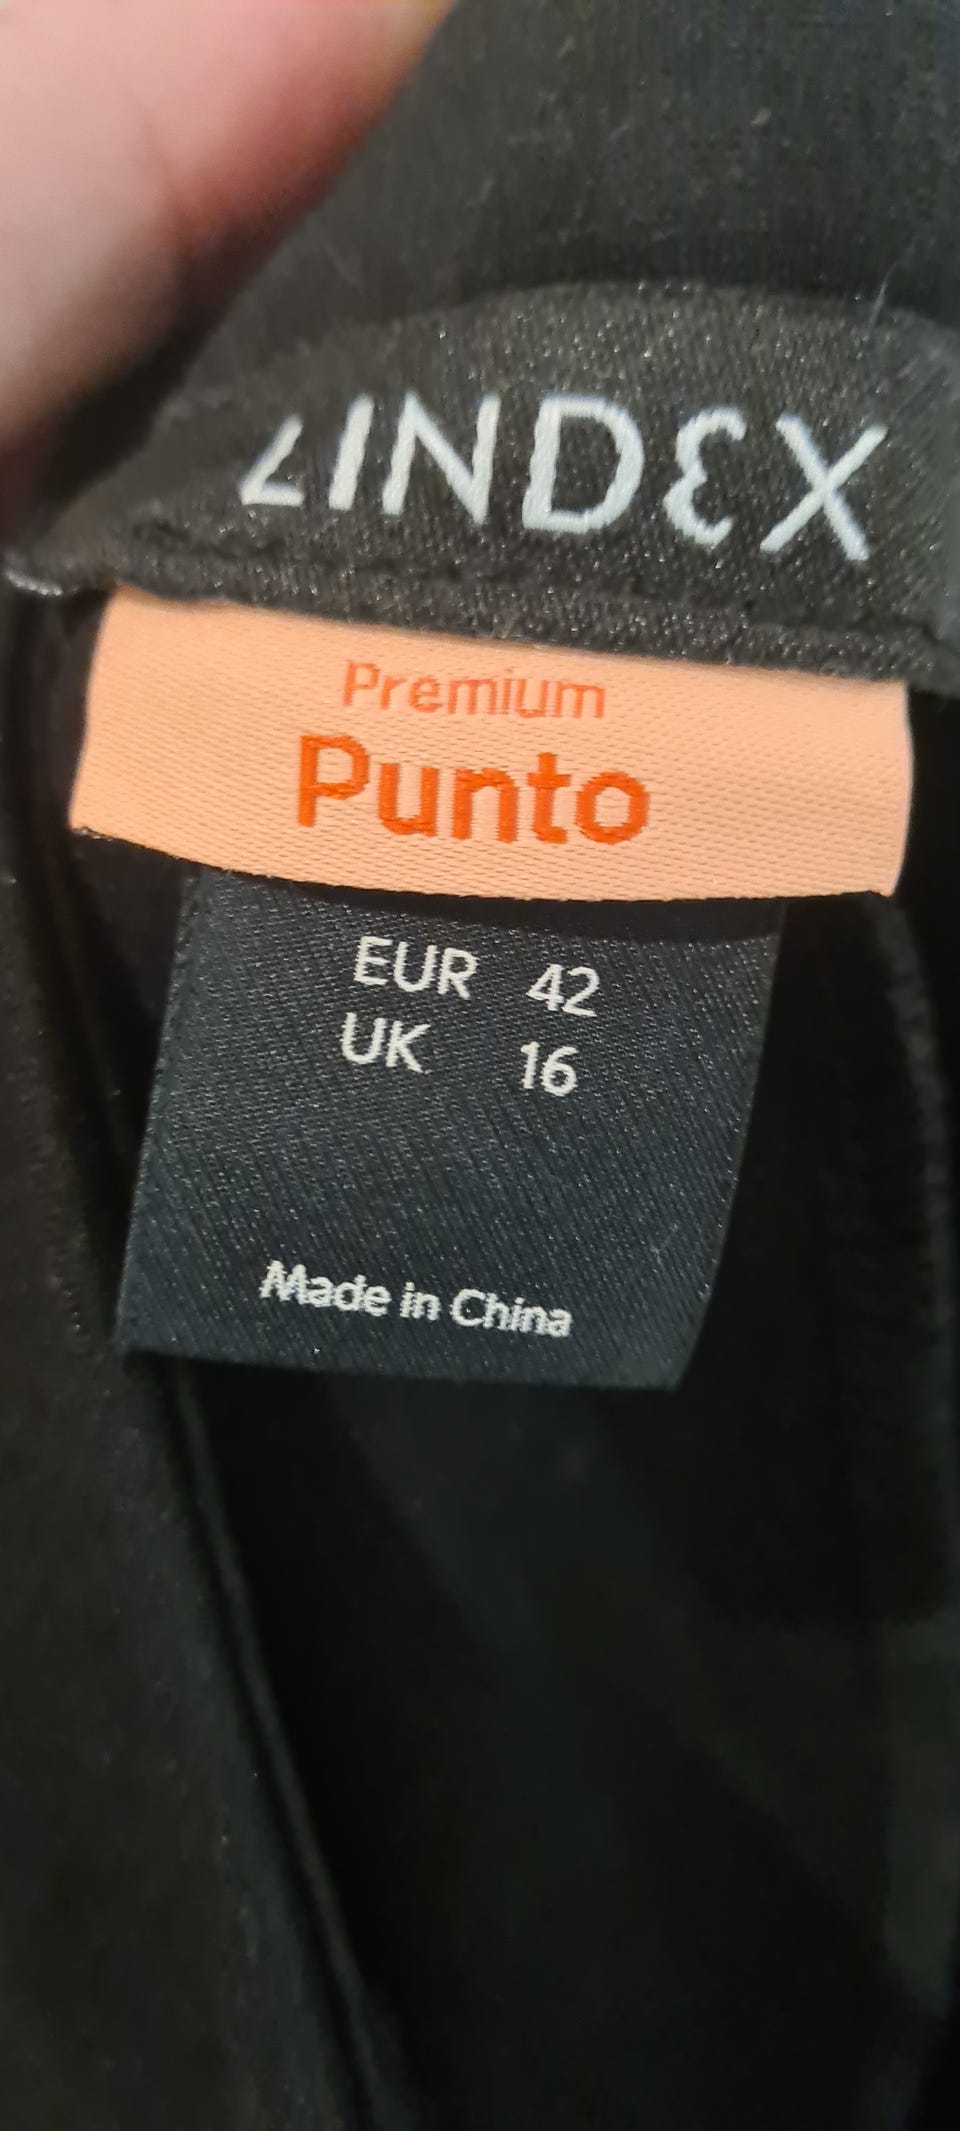 LINDEX
Premium
Punto
EUR 42
UK 16
Made in China